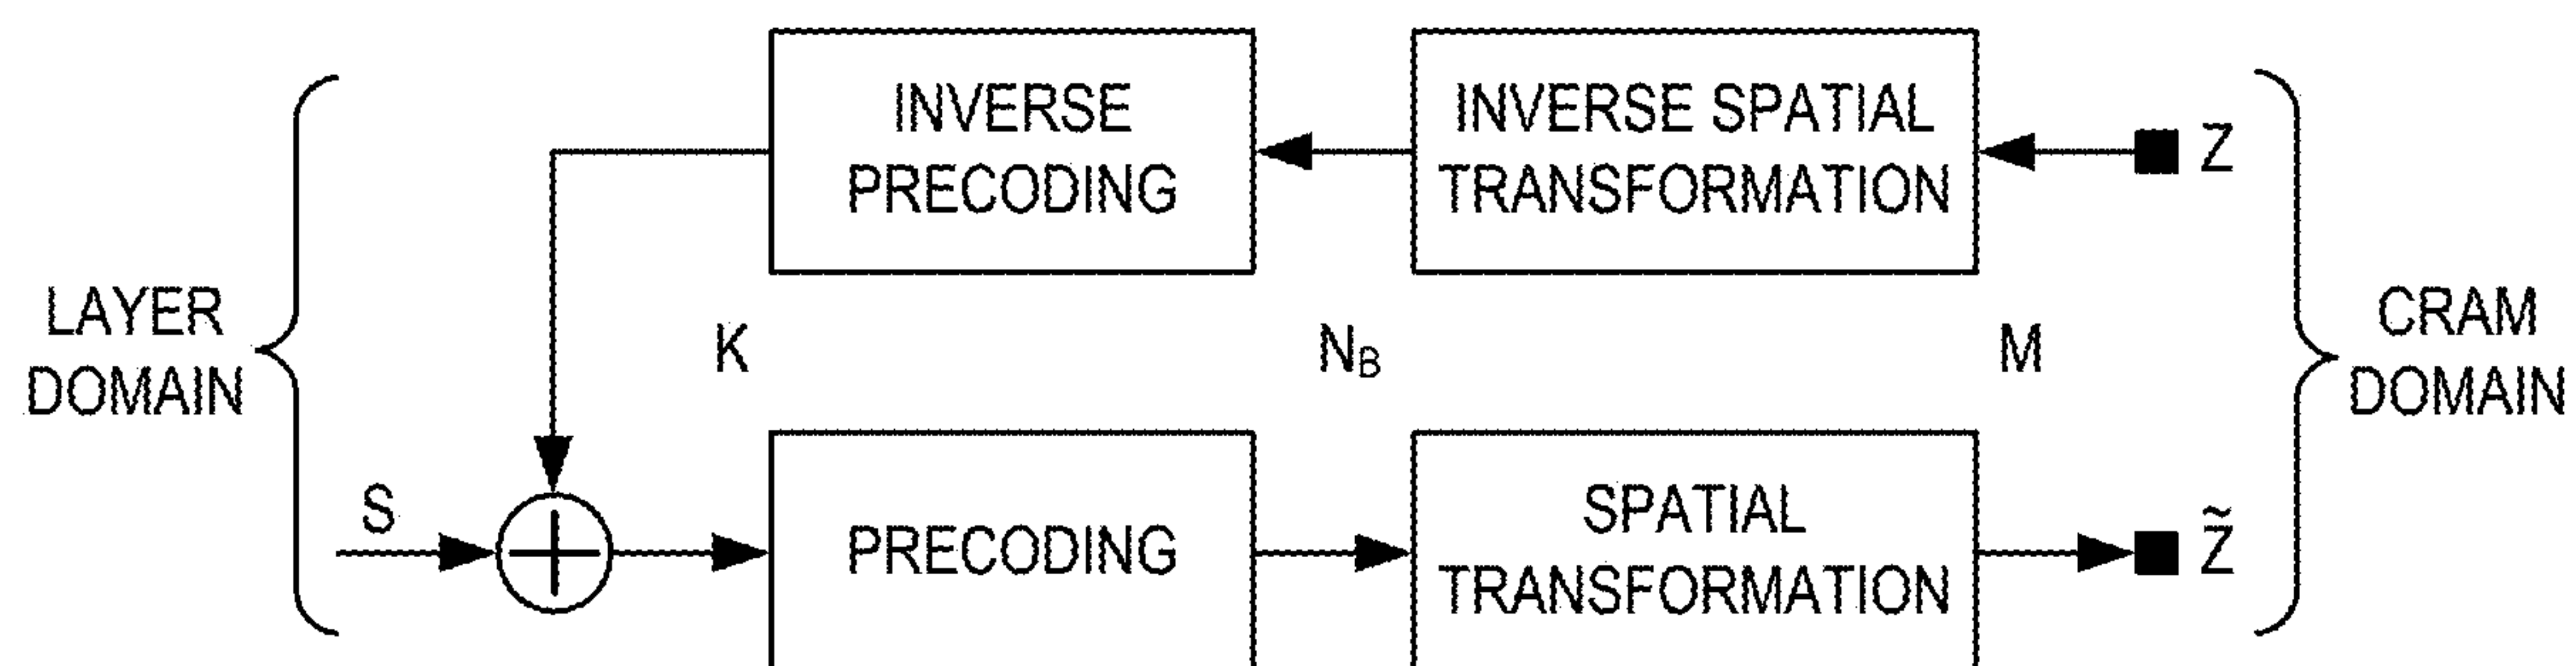 INVERSE
PRECODING
INVERSE SPATIAL
TRANSFORMATION
Z
LAYER
DOMAIN
K
N_B
M
CRAM
DOMAIN
S
PRECODING
SPATIAL
TRANSFORMATION
Z̃